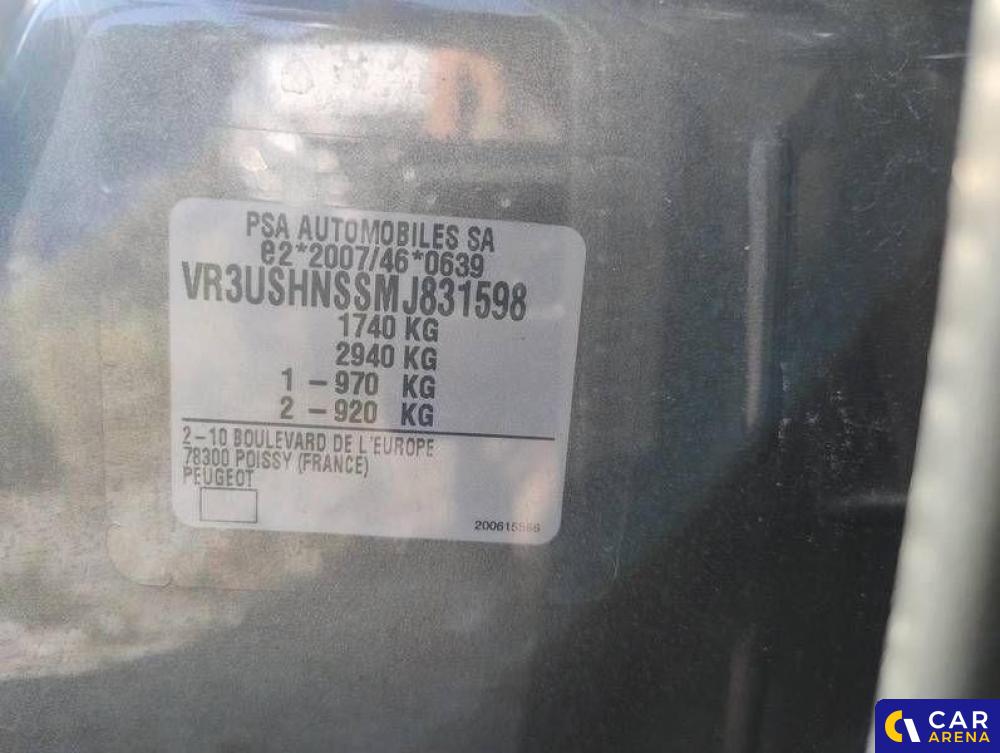 PSA AUTOMOBILES SA
e2*2007/46*0639
VR3USHNSSMJ831598
1740 KG
2940 KG
1 - 970 KG
2 - 920 KG
2-10 BOULEVARD DE L'EUROPE
78300 POISSY (FRANCE)
PEUGEOT
200615566
CAR
ARENA